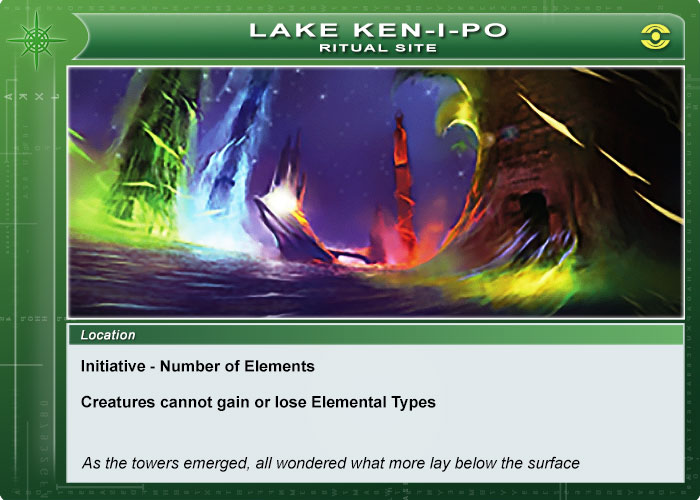 LAKE KEN-I-PO
RITUAL SITE
Location
Initiative - Number of Elements
Creatures cannot gain or lose Elemental Types
As the towers emerged, all wondered what more lay below the surface